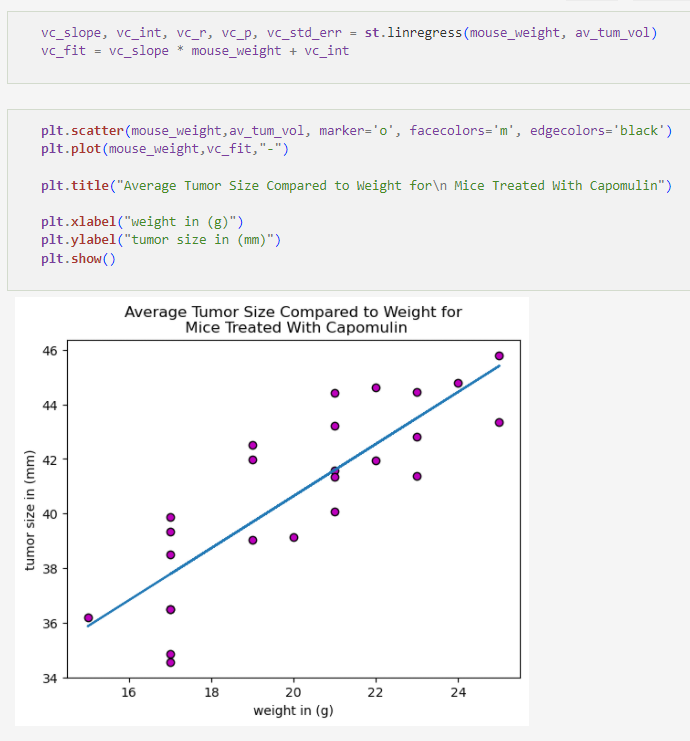 vc_slope, vc_int, vc_r, vc_p, vc_std_err = st.linregress(mouse_weight, av_tum_vol)
vc_fit = vc_slope * mouse_weight + vc_int
plt.scatter(mouse_weight,av_tum_vol, marker='o', facecolors='m', edgecolors='black')
plt.plot(mouse_weight,vc_fit,"-")
plt.title("Average Tumor Size Compared to Weight for\n Mice Treated With Capomulin")
plt.xlabel("weight in (g)")
plt.ylabel("tumor size in (mm)")
plt.show()
Average Tumor Size Compared to Weight for
Mice Treated With Capomulin
46
44
42
40
38
36
34
tumor size in (mm)
16 18 20 22 24
weight in (g)